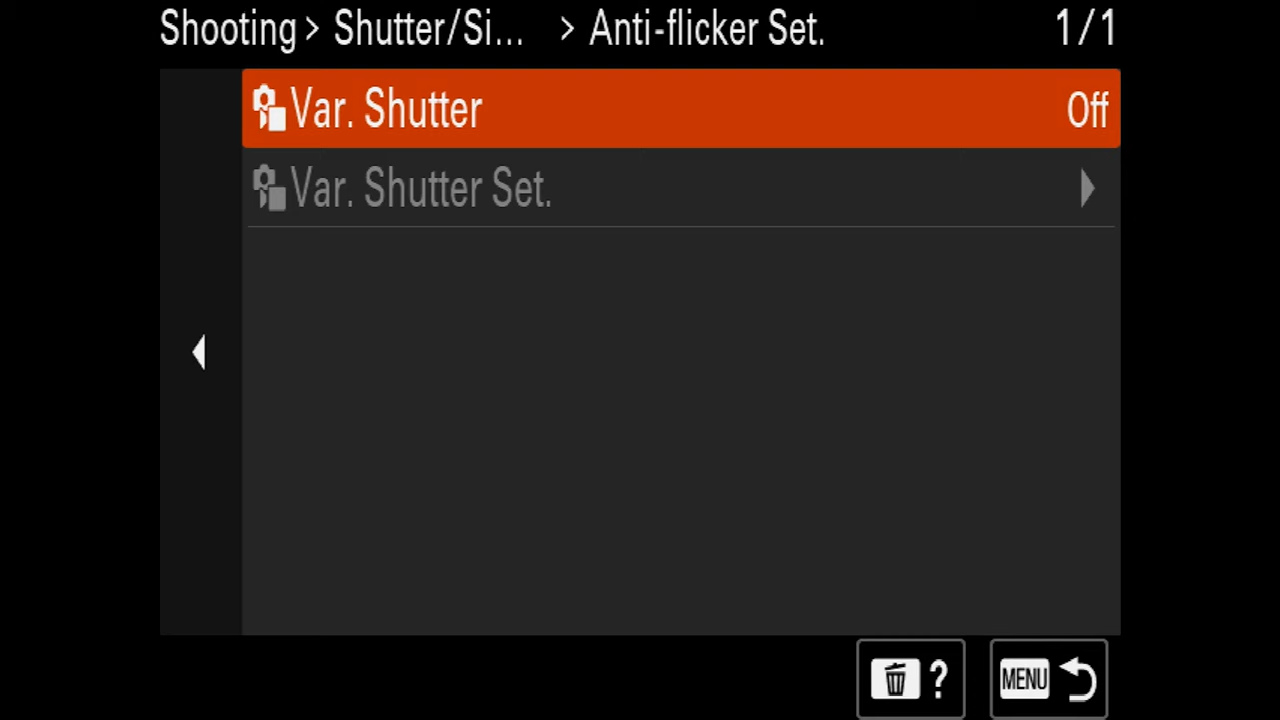 Shooting> Shutter/Si... > Anti-flicker Set. 1/1
Var. Shutter Off
Var. Shutter Set.
? MENU